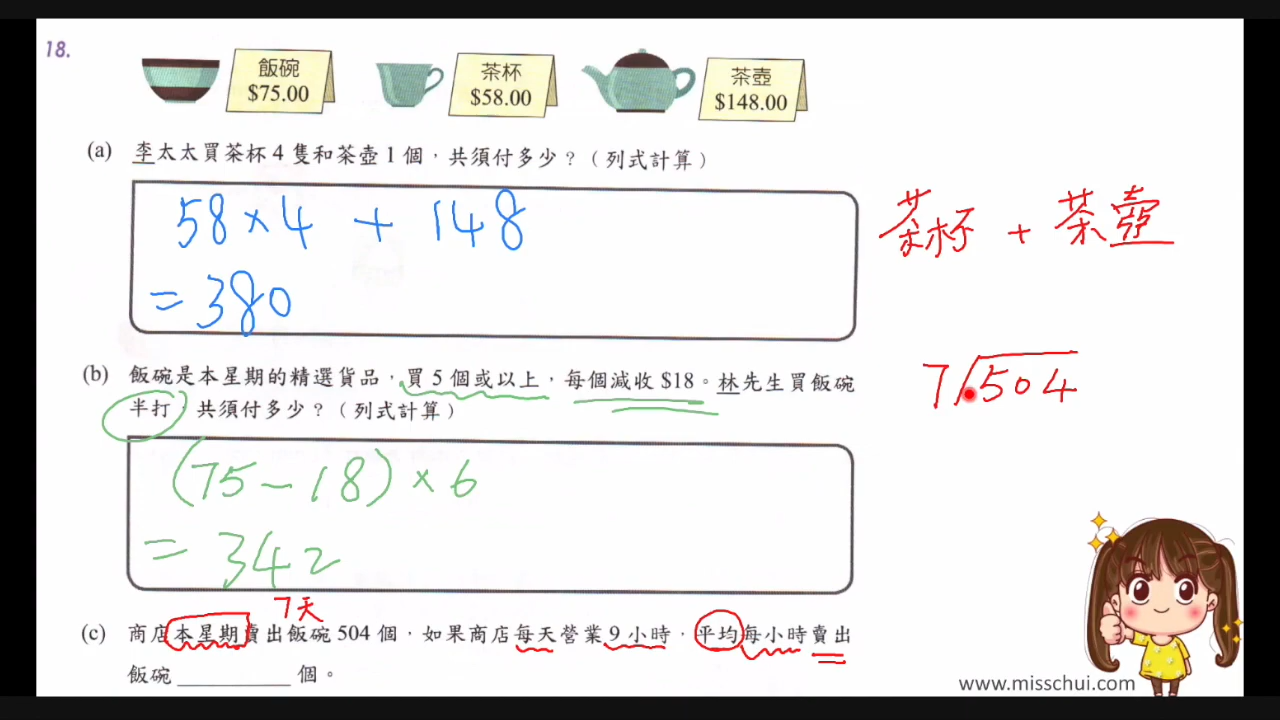 18.
飯碗
$75.00
茶杯
$58.00
茶壺
$148.00
(a) 李太太買茶杯 4 隻和茶壺 1 個，共須付多少？（列式計算）
58×4 + 148
= 380
茶杯 + 茶壺
(b) 飯碗是本星期的精選貨品，買 5 個或以上，每個減收 $18。林先生買飯碗
半打，共須付多少？（列式計算）
7 504
(75 - 18) × 6
= 342
7天
(c) 商店本星期賣出飯碗 504 個，如果商店每天營業 9 小時，平均每小時賣出
飯碗 __________ 個。
www.misschui.com